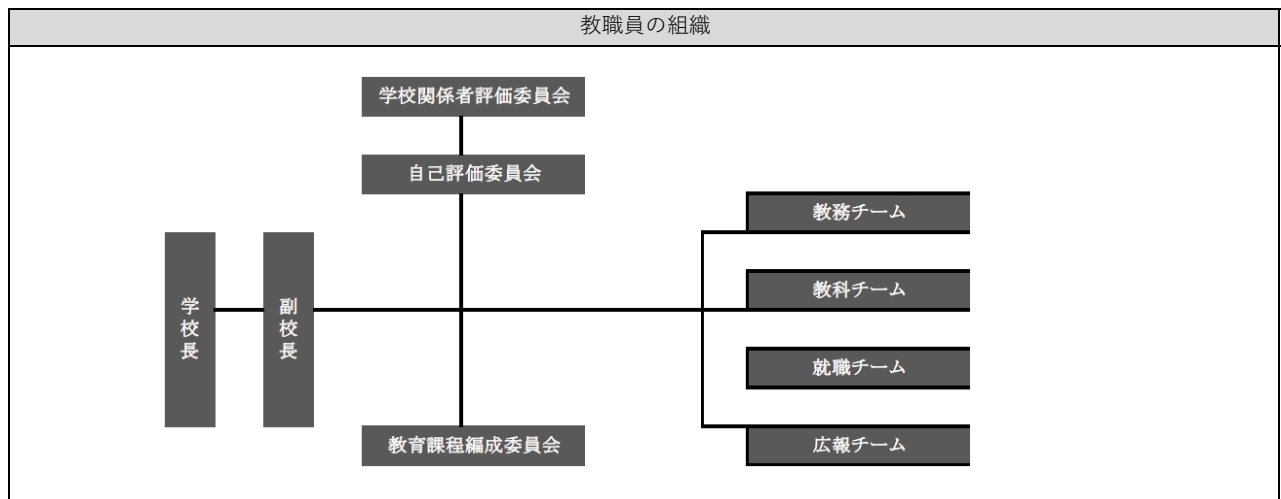 教職員の組織
学校関係者評価委員会
自己評価委員会
教務チーム
教科チーム
学校長
副校長
就職チーム
教育課程編成委員会
広報チーム